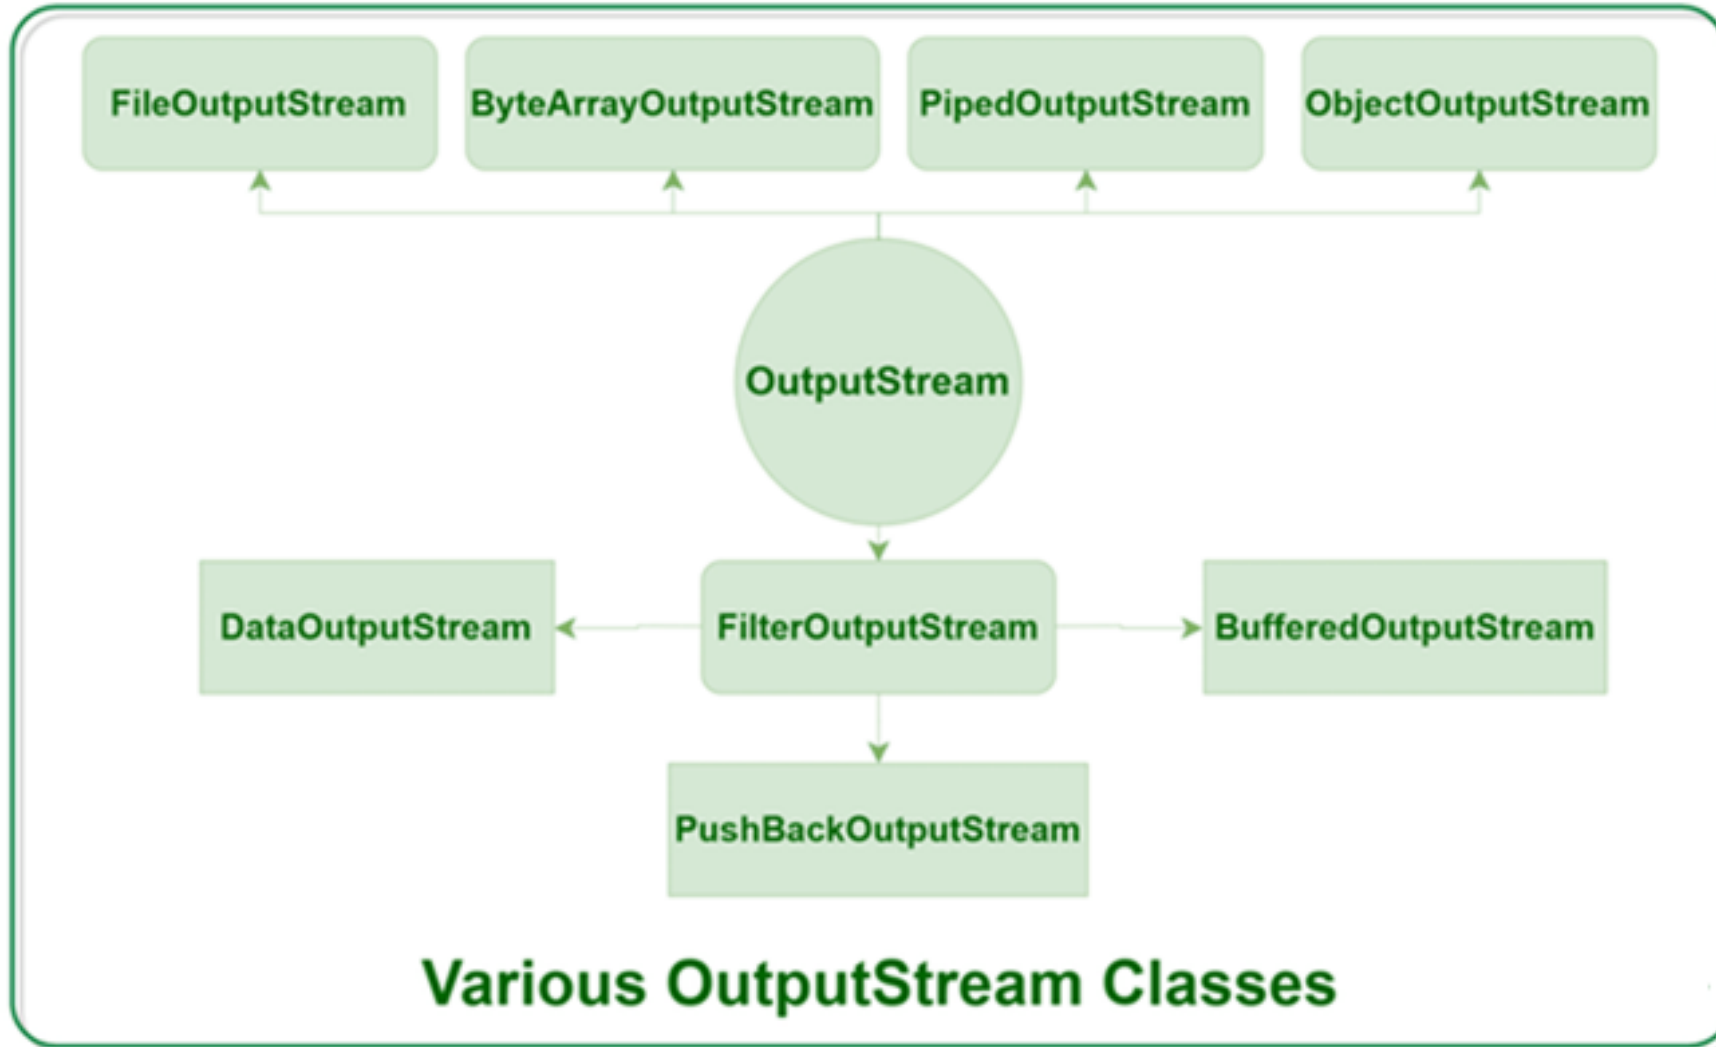 FileOutputStream
ByteArrayOutputStream
PipedOutputStream
ObjectOutputStream
OutputStream
DataOutputStream
FilterOutputStream
BufferedOutputStream
PushBackOutputStream
Various OutputStream Classes